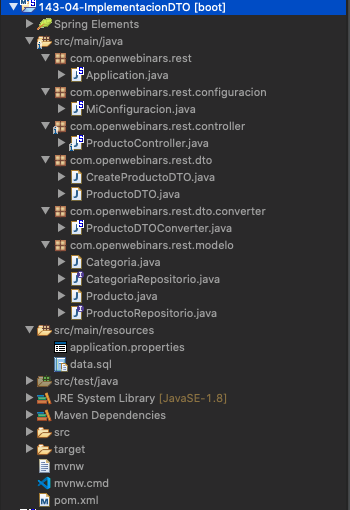 143-04-ImplementacionDTO [boot]
Spring Elements
src/main/java
com.openwebinars.rest
Application.java
com.openwebinars.rest.configuracion
MiConfiguracion.java
com.openwebinars.rest.controller
ProductoController.java
com.openwebinars.rest.dto
CreateProductoDTO.java
ProductoDTO.java
com.openwebinars.rest.dto.converter
ProductoDTOConverter.java
com.openwebinars.rest.modelo
Categoria.java
CategoriaRepositorio.java
Producto.java
ProductoRepositorio.java
src/main/resources
application.properties
data.sql
src/test/java
JRE System Library [JavaSE-1.8]
Maven Dependencies
src
target
mvnw
mvnw.cmd
pom.xml